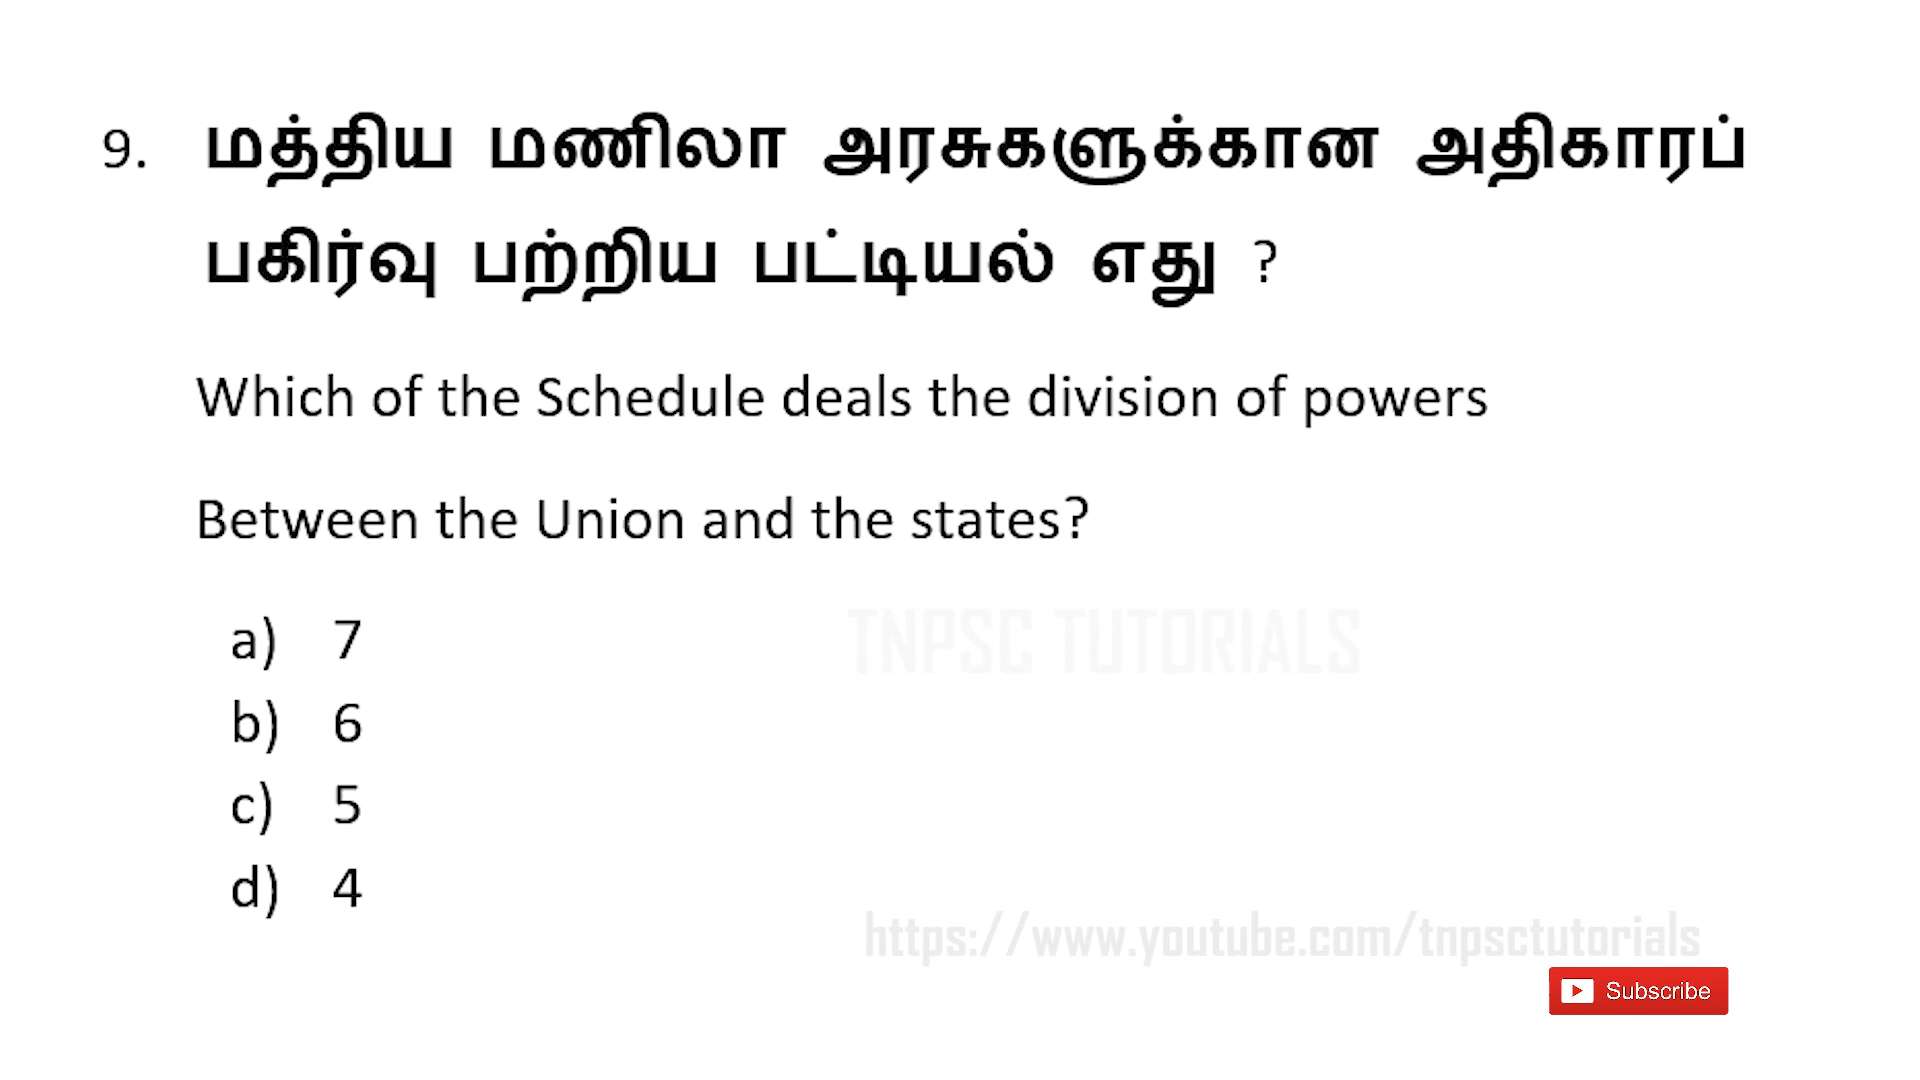 9. மத்திய மணிலா அரசுகளுக்கான அதிகாரப்
பகிர்வு பற்றிய பட்டியல் எது ?
Which of the Schedule deals the division of powers
Between the Union and the states?
a) 7
TNPSC TUTORIALS
b) 6
c) 5
d) 4
https://www.youtube.com/tnpsctutorials
Subscribe